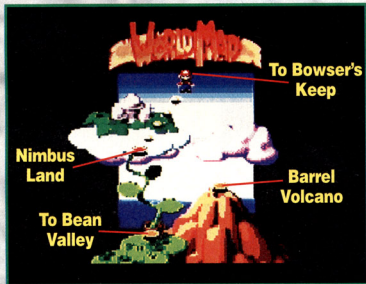 WORLD MAP
To Bowser's
Keep
Nimbus
Land
Barrel
Volcano
To Bean
Valley